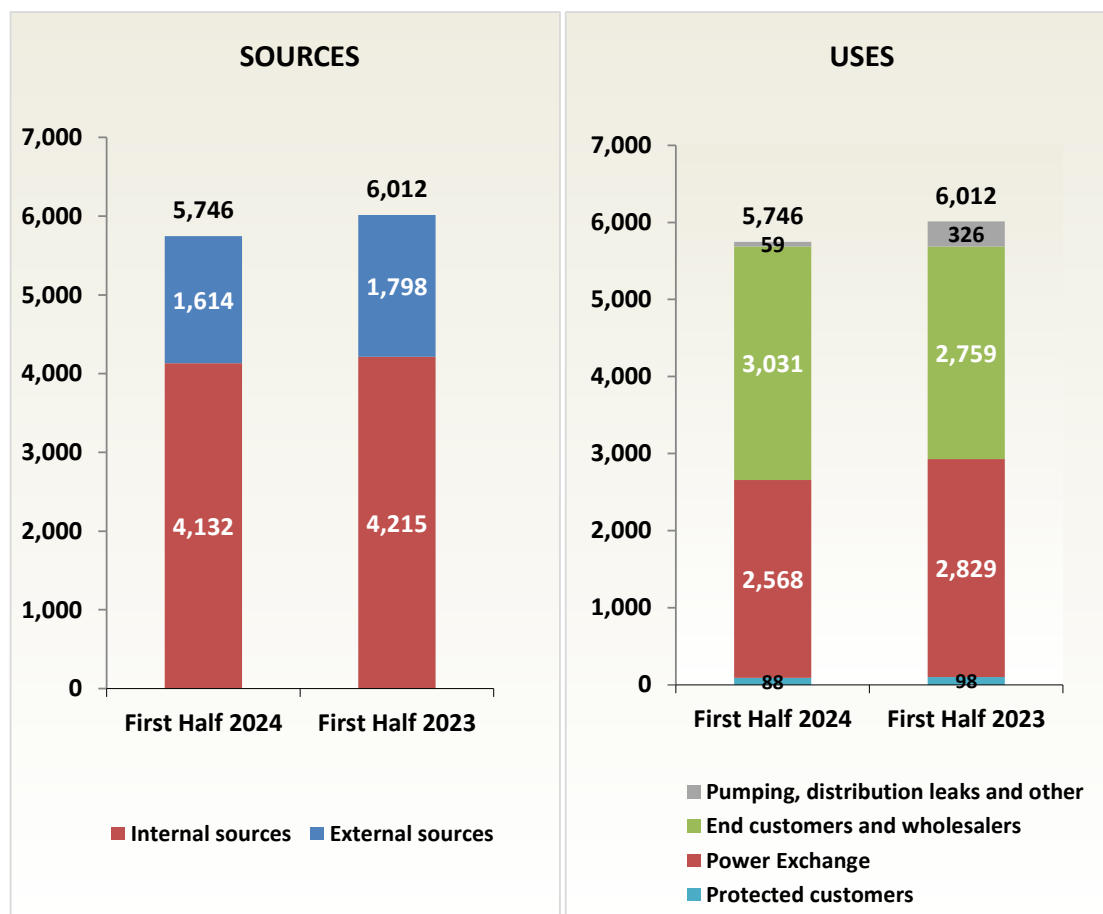 SOURCES
7,000
6,000
5,000
4,000
3,000
2,000
1,000
0
5,746
6,012
1,614
1,798
4,132
4,215
First Half 2024
First Half 2023
Internal sources
External sources
USES
7,000
6,000
5,000
4,000
3,000
2,000
1,000
0
5,746
6,012
59
326
3,031
2,759
2,568
2,829
88
98
First Half 2024
First Half 2023
Pumping, distribution leaks and other
End customers and wholesalers
Power Exchange
Protected customers